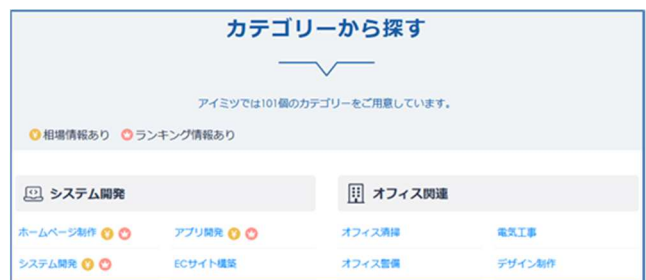 カテゴリーから探す
アイミツでは101個のカテゴリーをご用意しています。
相場情報あり ランキング情報あり
システム開発
ホームページ制作 アプリ開発
システム開発 ECサイト構築
オフィス関連
オフィス清掃 電気工事
オフィス警備 デザイン制作